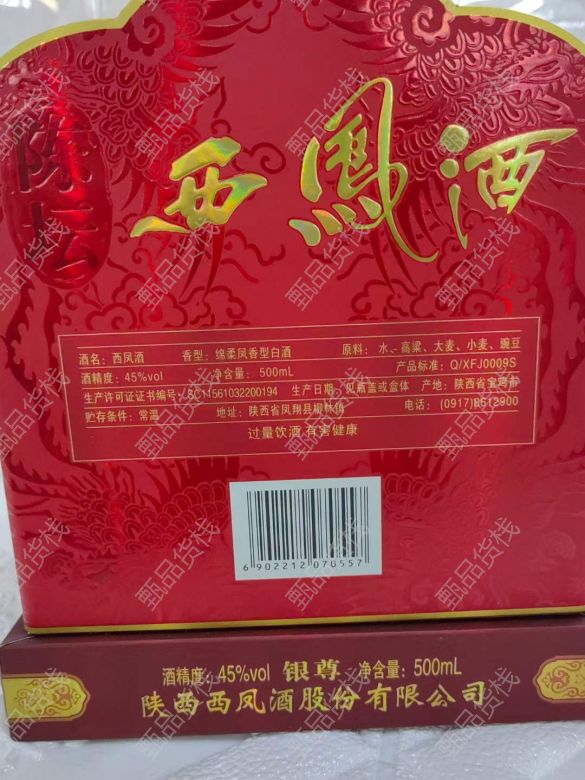 陈坛
西鳳酒
酒名：西凤酒 香型：绵柔凤香型白酒 原料：水、高粱、大麦、小麦、豌豆
酒精度：45%vol 净含量：500mL 产品标准：Q/XFJ0009S
生产许可证证书编号：SC11561032200194 生产日期：见瓶盖或盒体 产地：陕西省宝鸡市
贮存条件：常温 地址：陕西省凤翔县柳林镇 电话：(0917)8612900
过量饮酒,有害健康
6902212070557
酒精度：45%vol 银尊 净含量：500mL
陕西西凤酒股份有限公司
甄品货栈